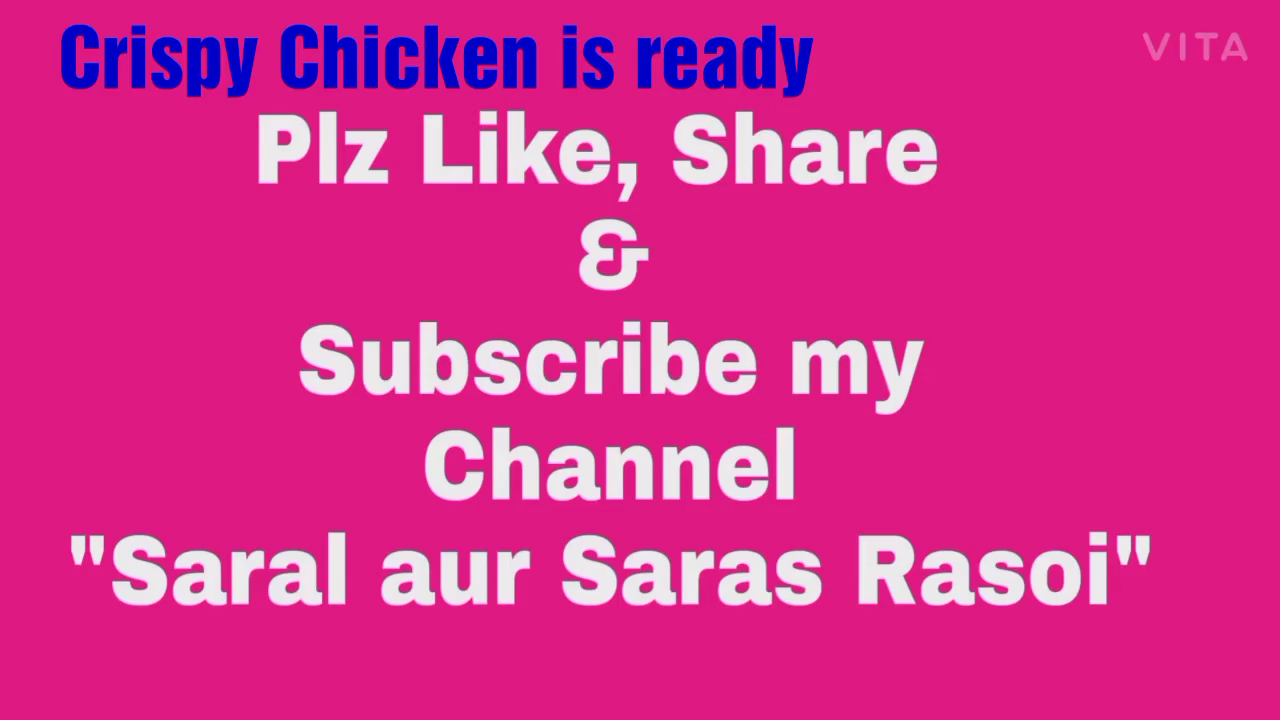 Crispy Chicken is ready
VITA
Plz Like, Share
&
Subscribe my
Channel
"Saral aur Saras Rasoi"